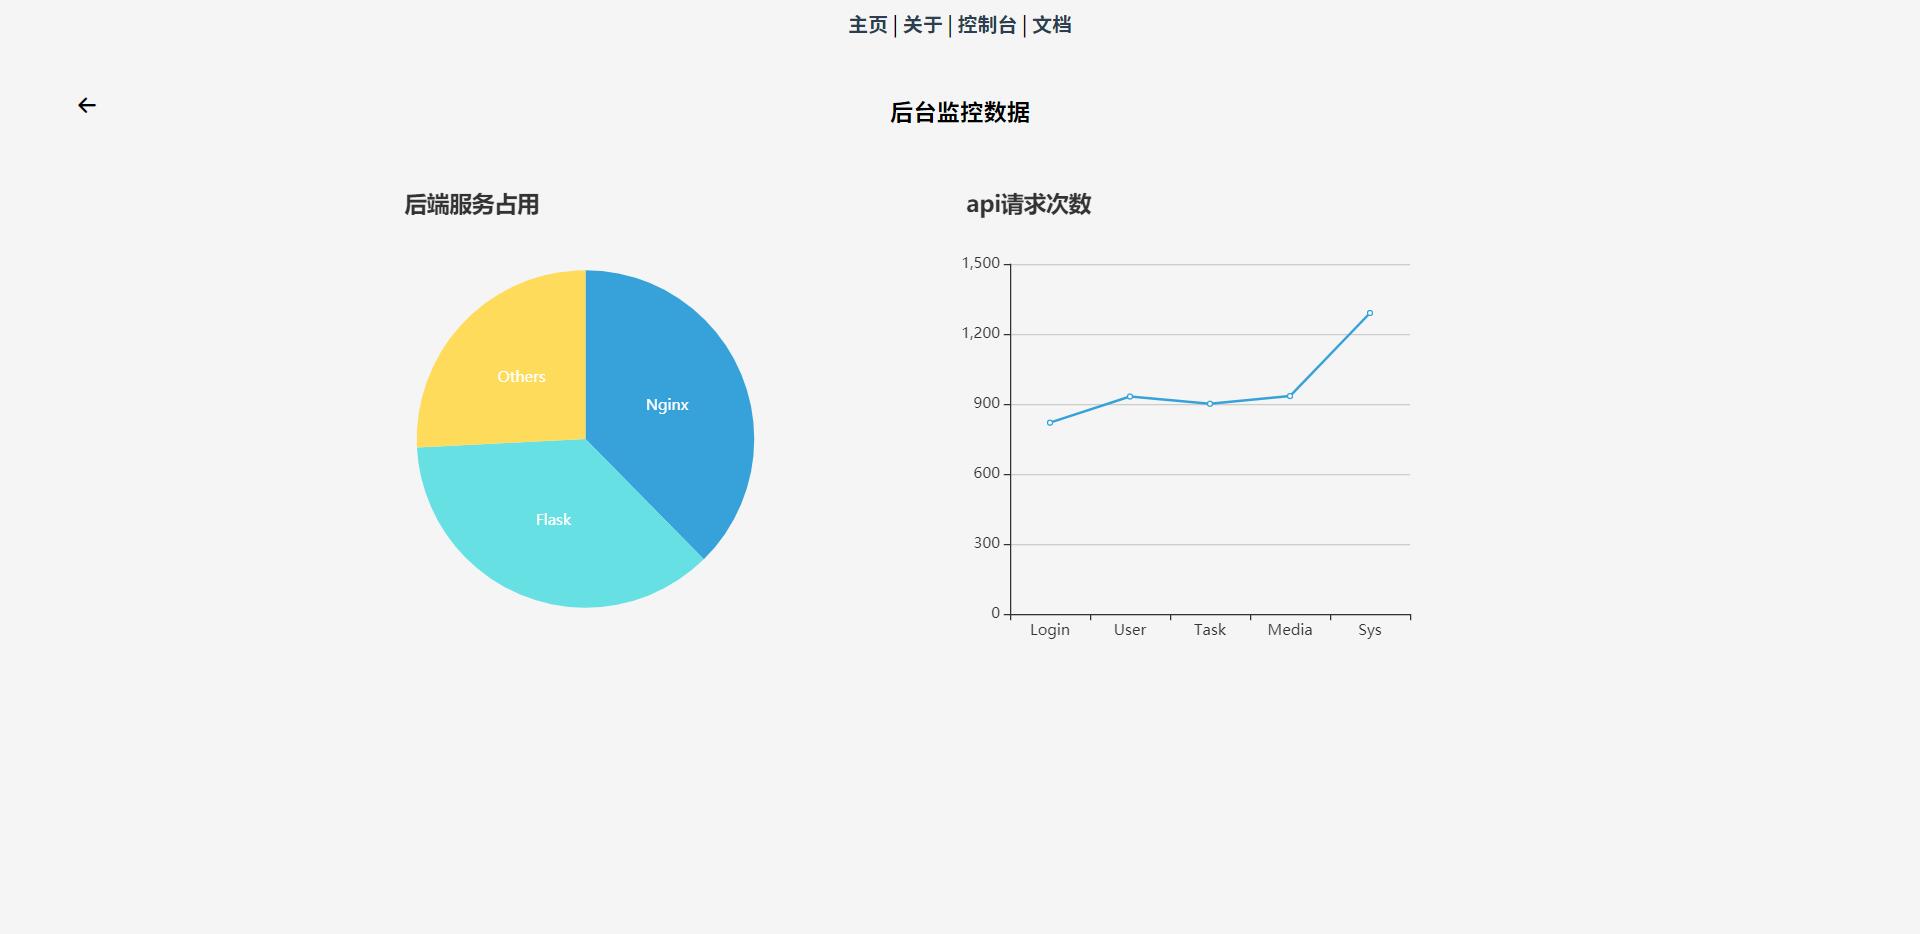 主页 | 关于 | 控制台 | 文档
后台监控数据
后端服务占用
Others
Nginx
Flask
api请求次数
1,500
1,200
900
600
300
0
Login User Task Media Sys